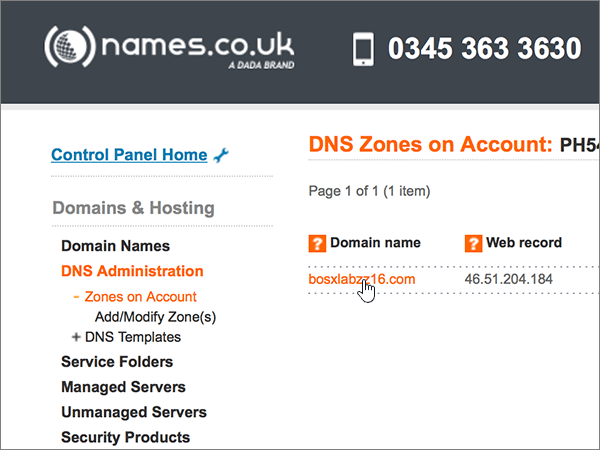 names.co.uk
A DADA BRAND
0345 363 3630
Control Panel Home
DNS Zones on Account: PH54
Page 1 of 1 (1 item)
Domains & Hosting
? Domain name ? Web record
Domain Names
DNS Administration
bosxlabzz16.com 46.51.204.184
− Zones on Account
Add/Modify Zone(s)
+ DNS Templates
Service Folders
Managed Servers
Unmanaged Servers
Security Products